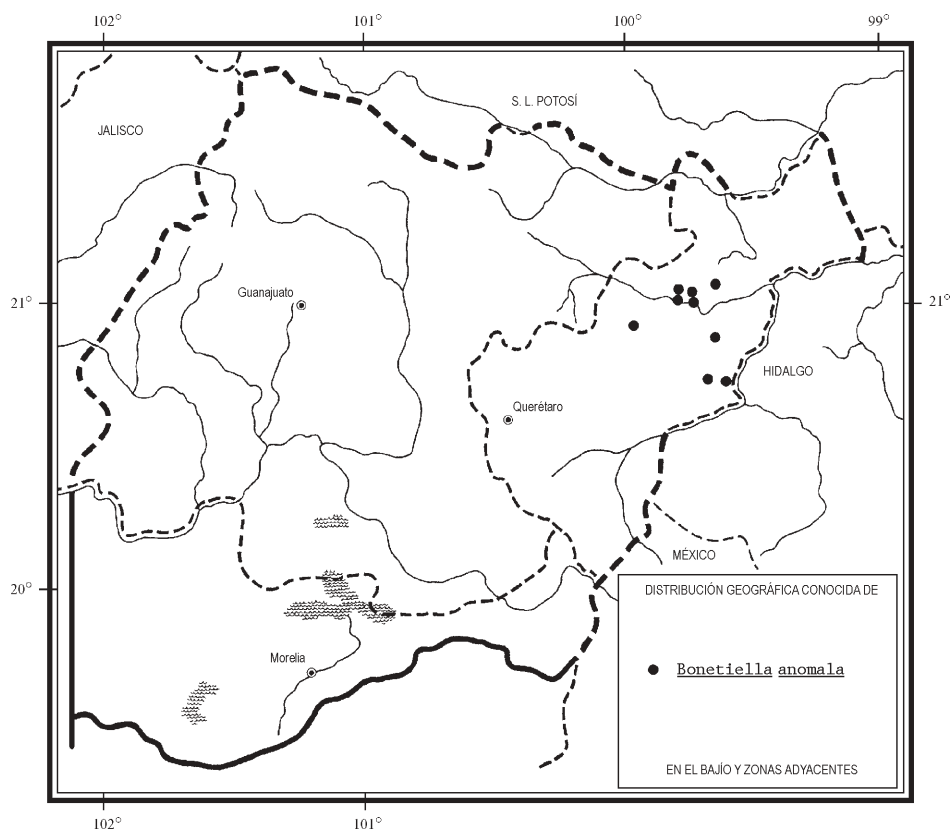 102° 101° 100° 99°
S. L. POTOSÍ
JALISCO
Guanajuato
21° 21°
HIDALGO
Querétaro
MÉXICO
20°
DISTRIBUCIÓN GEOGRÁFICA CONOCIDA DE
Bonetiella anomala
Morelia
EN EL BAJÍO Y ZONAS ADYACENTES
102° 101°